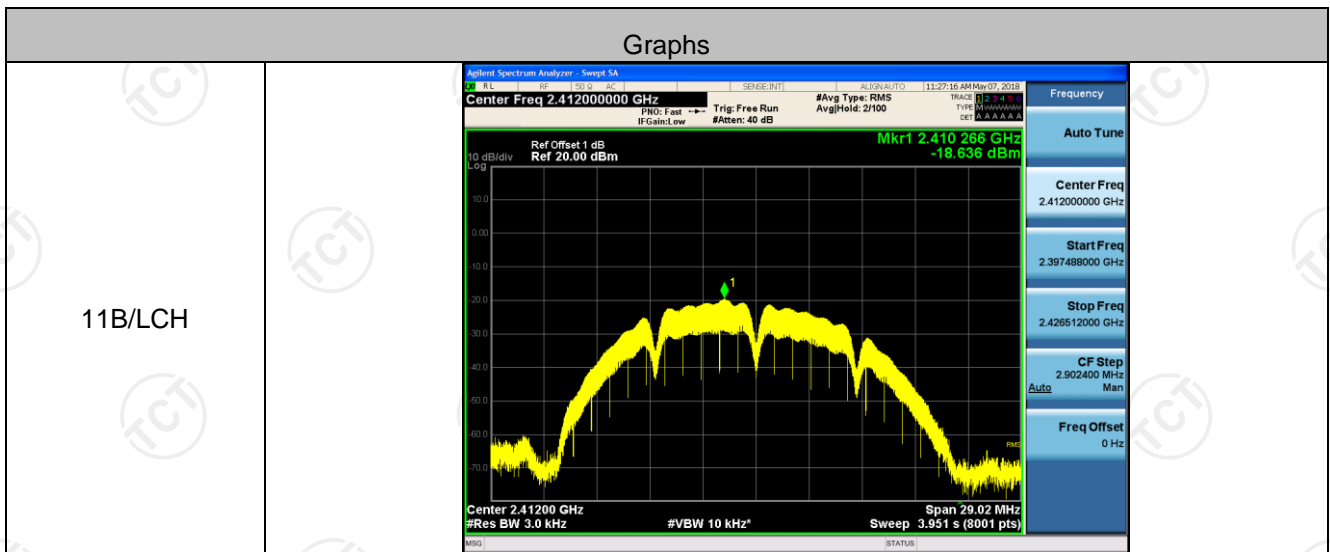 Graphs
11B/LCH
Agilent Spectrum Analyzer - Swept SA
RL RF 50 Ω AC SENSE:INT ALIGNAUTO 11:27:16 AM May 07, 2018
Center Freq 2.412000000 GHz
PNO: Fast
IFGain:Low
Trig: Free Run
#Atten: 40 dB
#Avg Type: RMS
Avg|Hold: 2/100
TRACE 1 2 3 4 5 6
TYPE M
DET A A A A A A
Ref Offset 1 dB
Ref 20.00 dBm
10 dB/div
Log
Mkr1 2.410 266 GHz
-18.636 dBm
10.0
0.00
-10.0
-20.0
-30.0
-40.0
-50.0
-60.0
-70.0
1
RMS
Center 2.41200 GHz
Span 29.02 MHz
#Res BW 3.0 kHz
#VBW 10 kHz*
Sweep 3.951 s (8001 pts)
MSG
STATUS
Frequency
Auto Tune
Center Freq
2.412000000 GHz
Start Freq
2.397488000 GHz
Stop Freq
2.426512000 GHz
CF Step
2.902400 MHz
Auto Man
Freq Offset
0 Hz
TCT
TCT
TCT
TCT
TCT
TCT